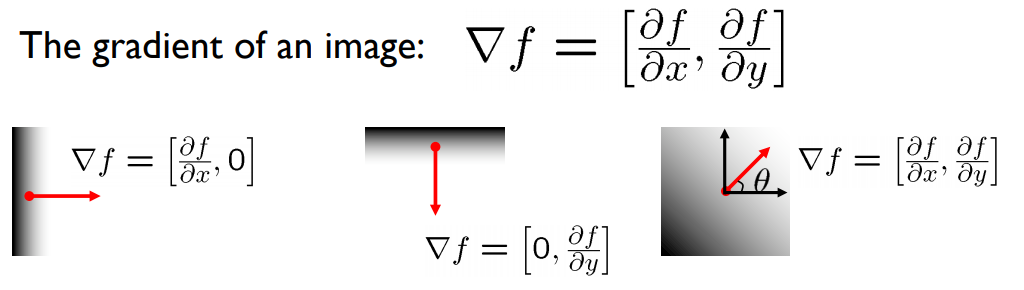 The gradient of an image: ∇f = [∂f/∂x, ∂f/∂y]
∇f = [∂f/∂x, 0]
∇f = [0, ∂f/∂y]
θ
∇f = [∂f/∂x, ∂f/∂y]